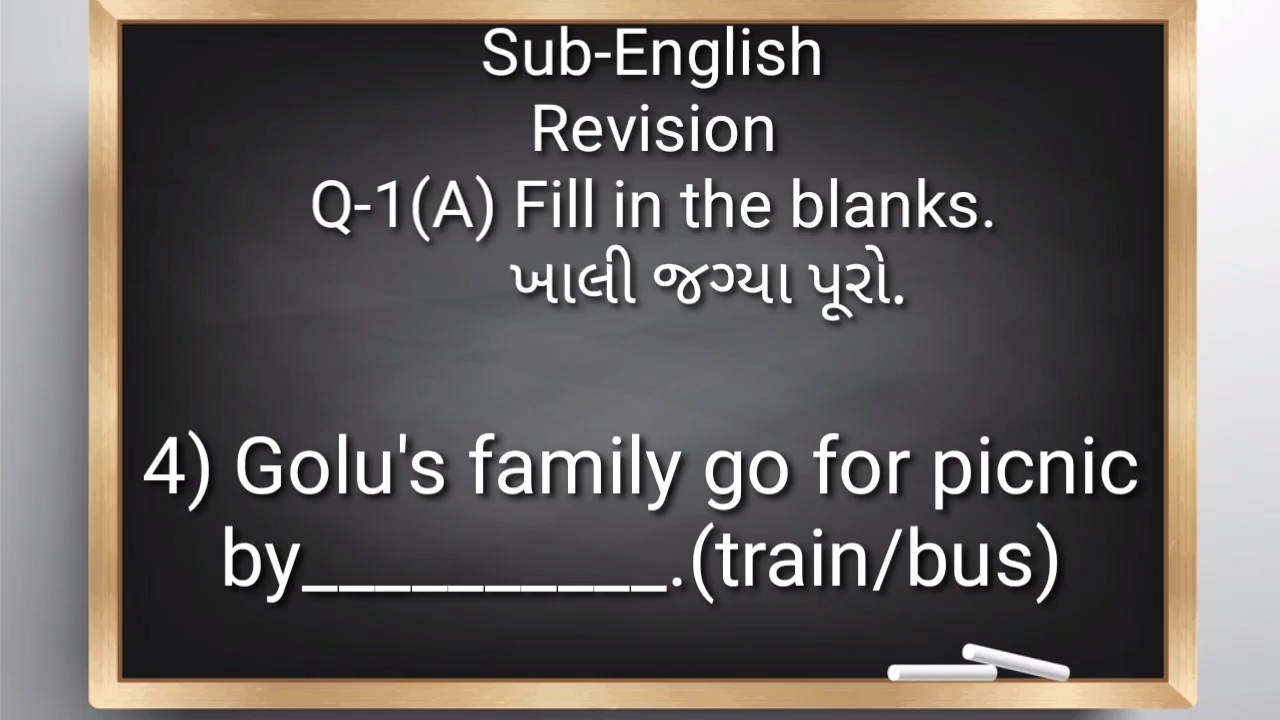 Sub-English
Revision
Q-1(A) Fill in the blanks.
ખાલી જગ્યા પૂરો.
4) Golu's family go for picnic
by__________.(train/bus)